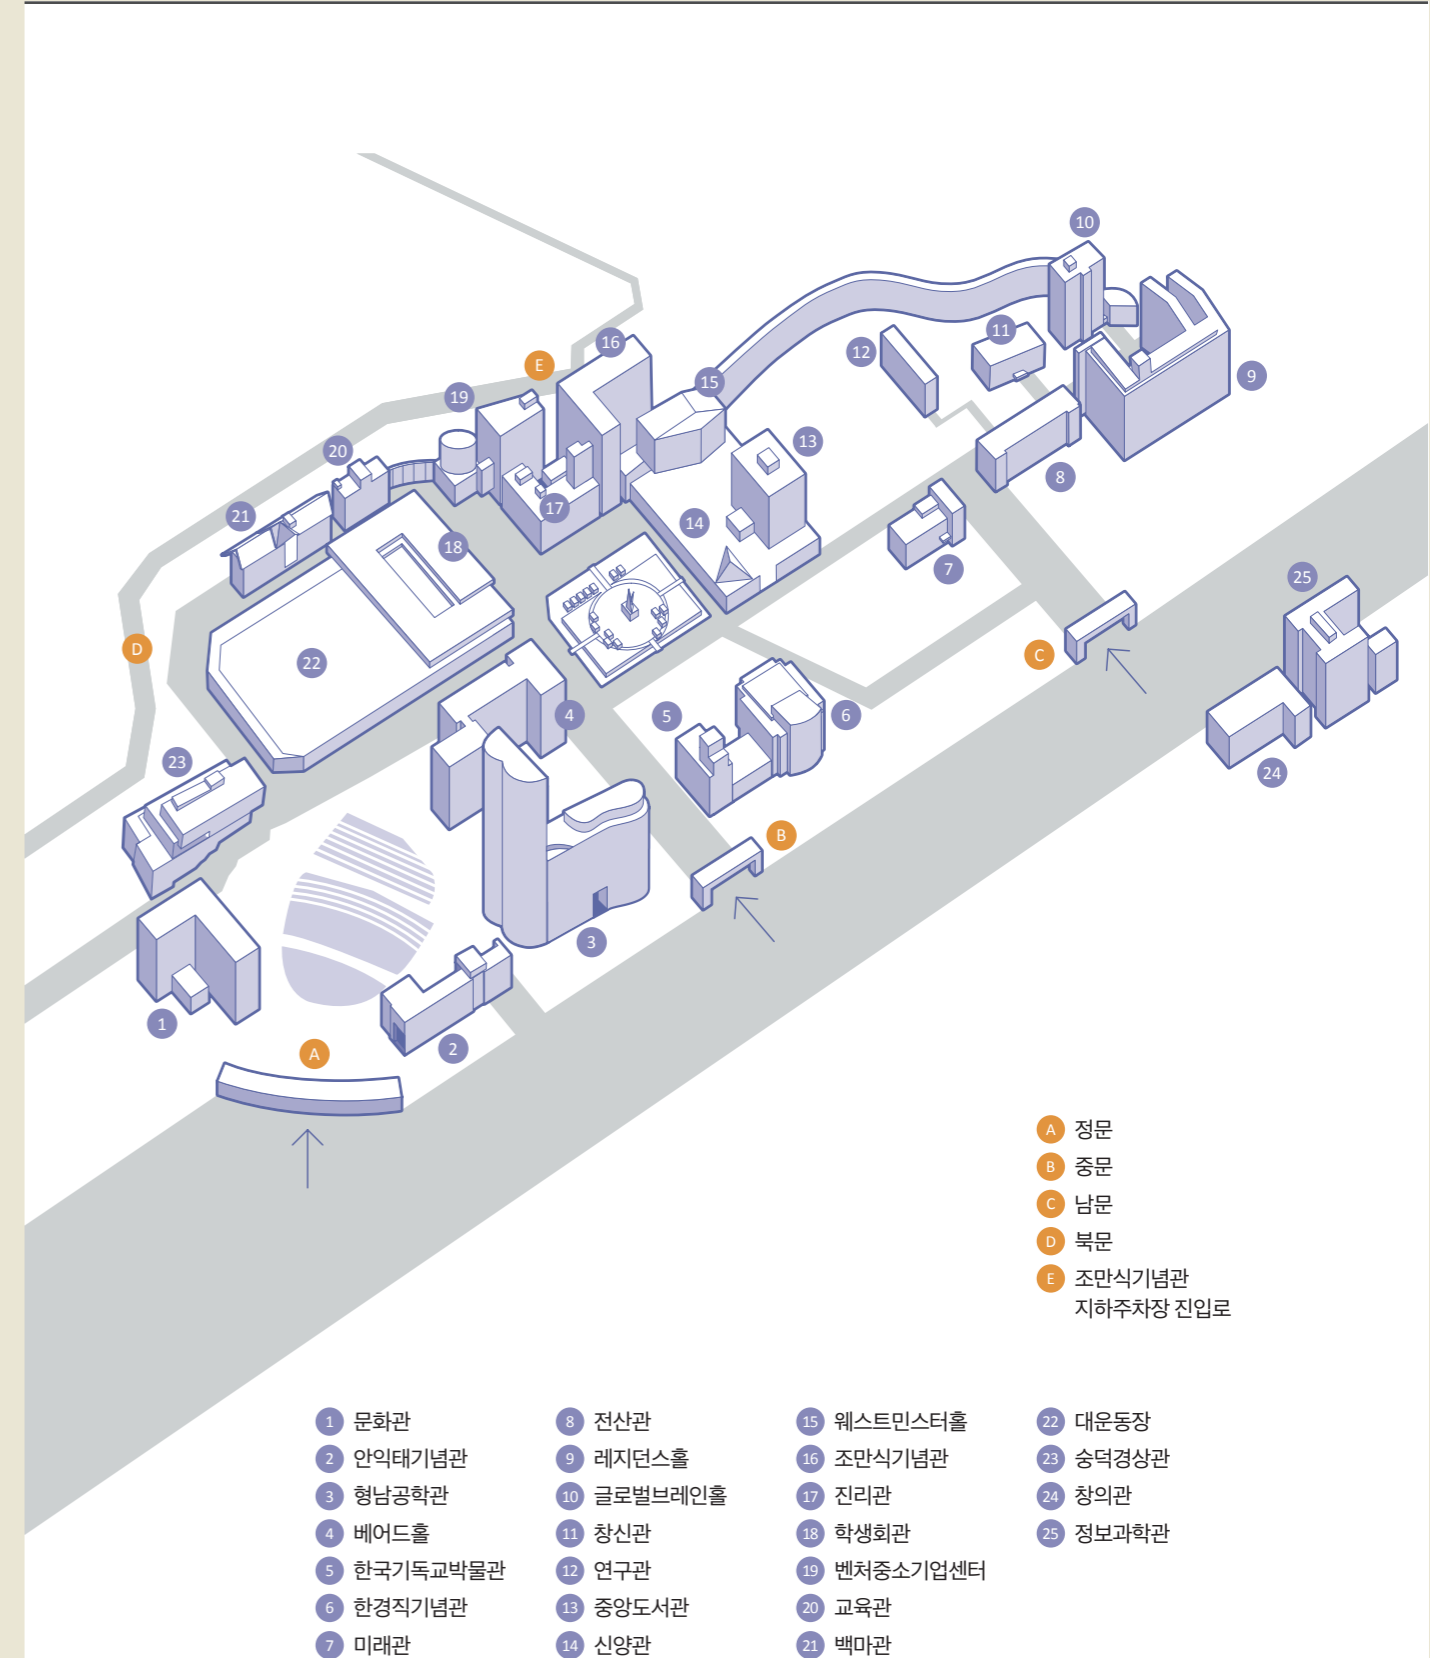 10
11
16
12
E
15
9
19
13
20
8
21
14
17
18
7
25
C
D
22
4
5
6
24
23
B
3
1
2
A
A 정문
B 중문
C 남문
D 북문
E 조만식기념관
지하주차장 진입로
1 문화관
2 안익태기념관
3 형남공학관
4 베어드홀
5 한국기독교박물관
6 한경직기념관
7 미래관
8 전산관
9 레지던스홀
10 글로벌브레인홀
11 창신관
12 연구관
13 중앙도서관
14 신양관
15 웨스트민스터홀
16 조만식기념관
17 진리관
18 학생회관
19 벤처중소기업센터
20 교육관
21 백마관
22 대운동장
23 숭덕경상관
24 창의관
25 정보과학관